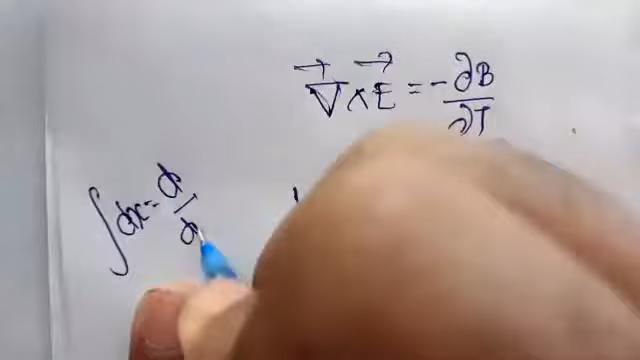 ∇⃗ × E⃗ = -∂B/∂T
∫dx = d/d